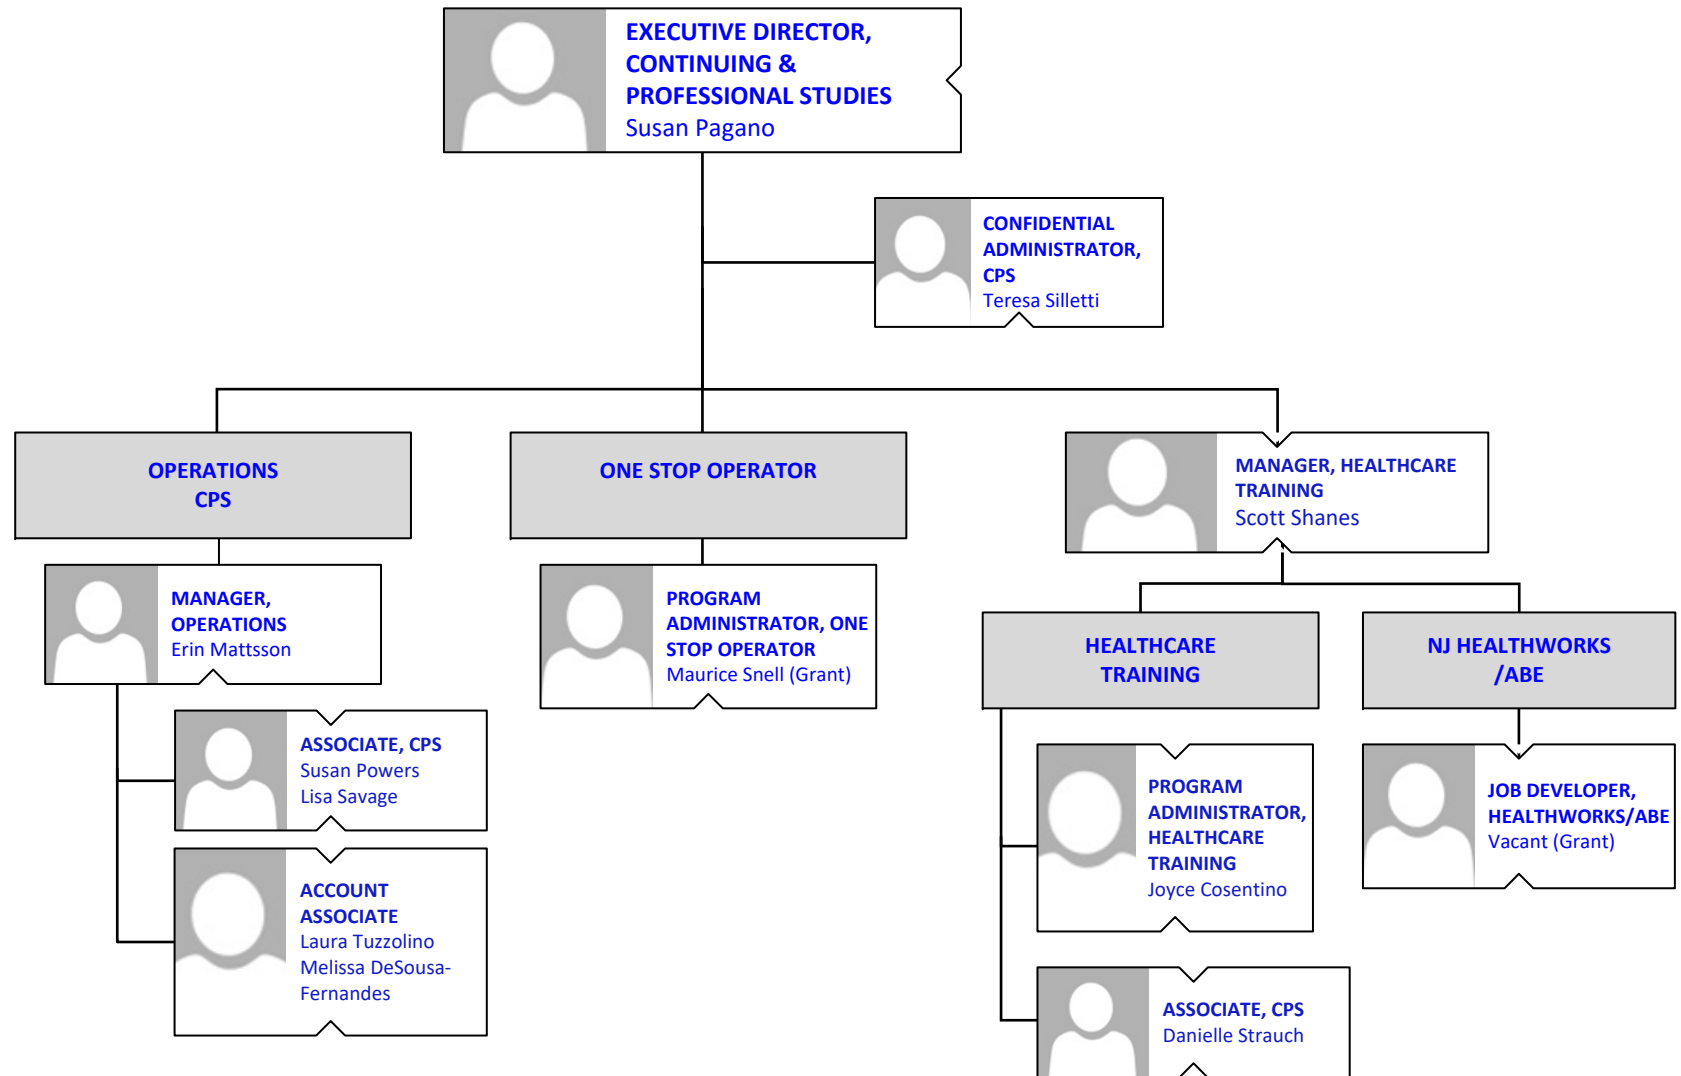 EXECUTIVE DIRECTOR,
CONTINUING &
PROFESSIONAL STUDIES
Susan Pagano
CONFIDENTIAL
ADMINISTRATOR,
CPS
Teresa Silletti
OPERATIONS
CPS
MANAGER,
OPERATIONS
Erin Mattsson
ASSOCIATE, CPS
Susan Powers
Lisa Savage
ACCOUNT
ASSOCIATE
Laura Tuzzolino
Melissa DeSousa-
Fernandes
ONE STOP OPERATOR
PROGRAM
ADMINISTRATOR, ONE
STOP OPERATOR
Maurice Snell (Grant)
MANAGER, HEALTHCARE
TRAINING
Scott Shanes
HEALTHCARE
TRAINING
PROGRAM
ADMINISTRATOR,
HEALTHCARE
TRAINING
Joyce Cosentino
ASSOCIATE, CPS
Danielle Strauch
NJ HEALTHWORKS
/ABE
JOB DEVELOPER,
HEALTHWORKS/ABE
Vacant (Grant)